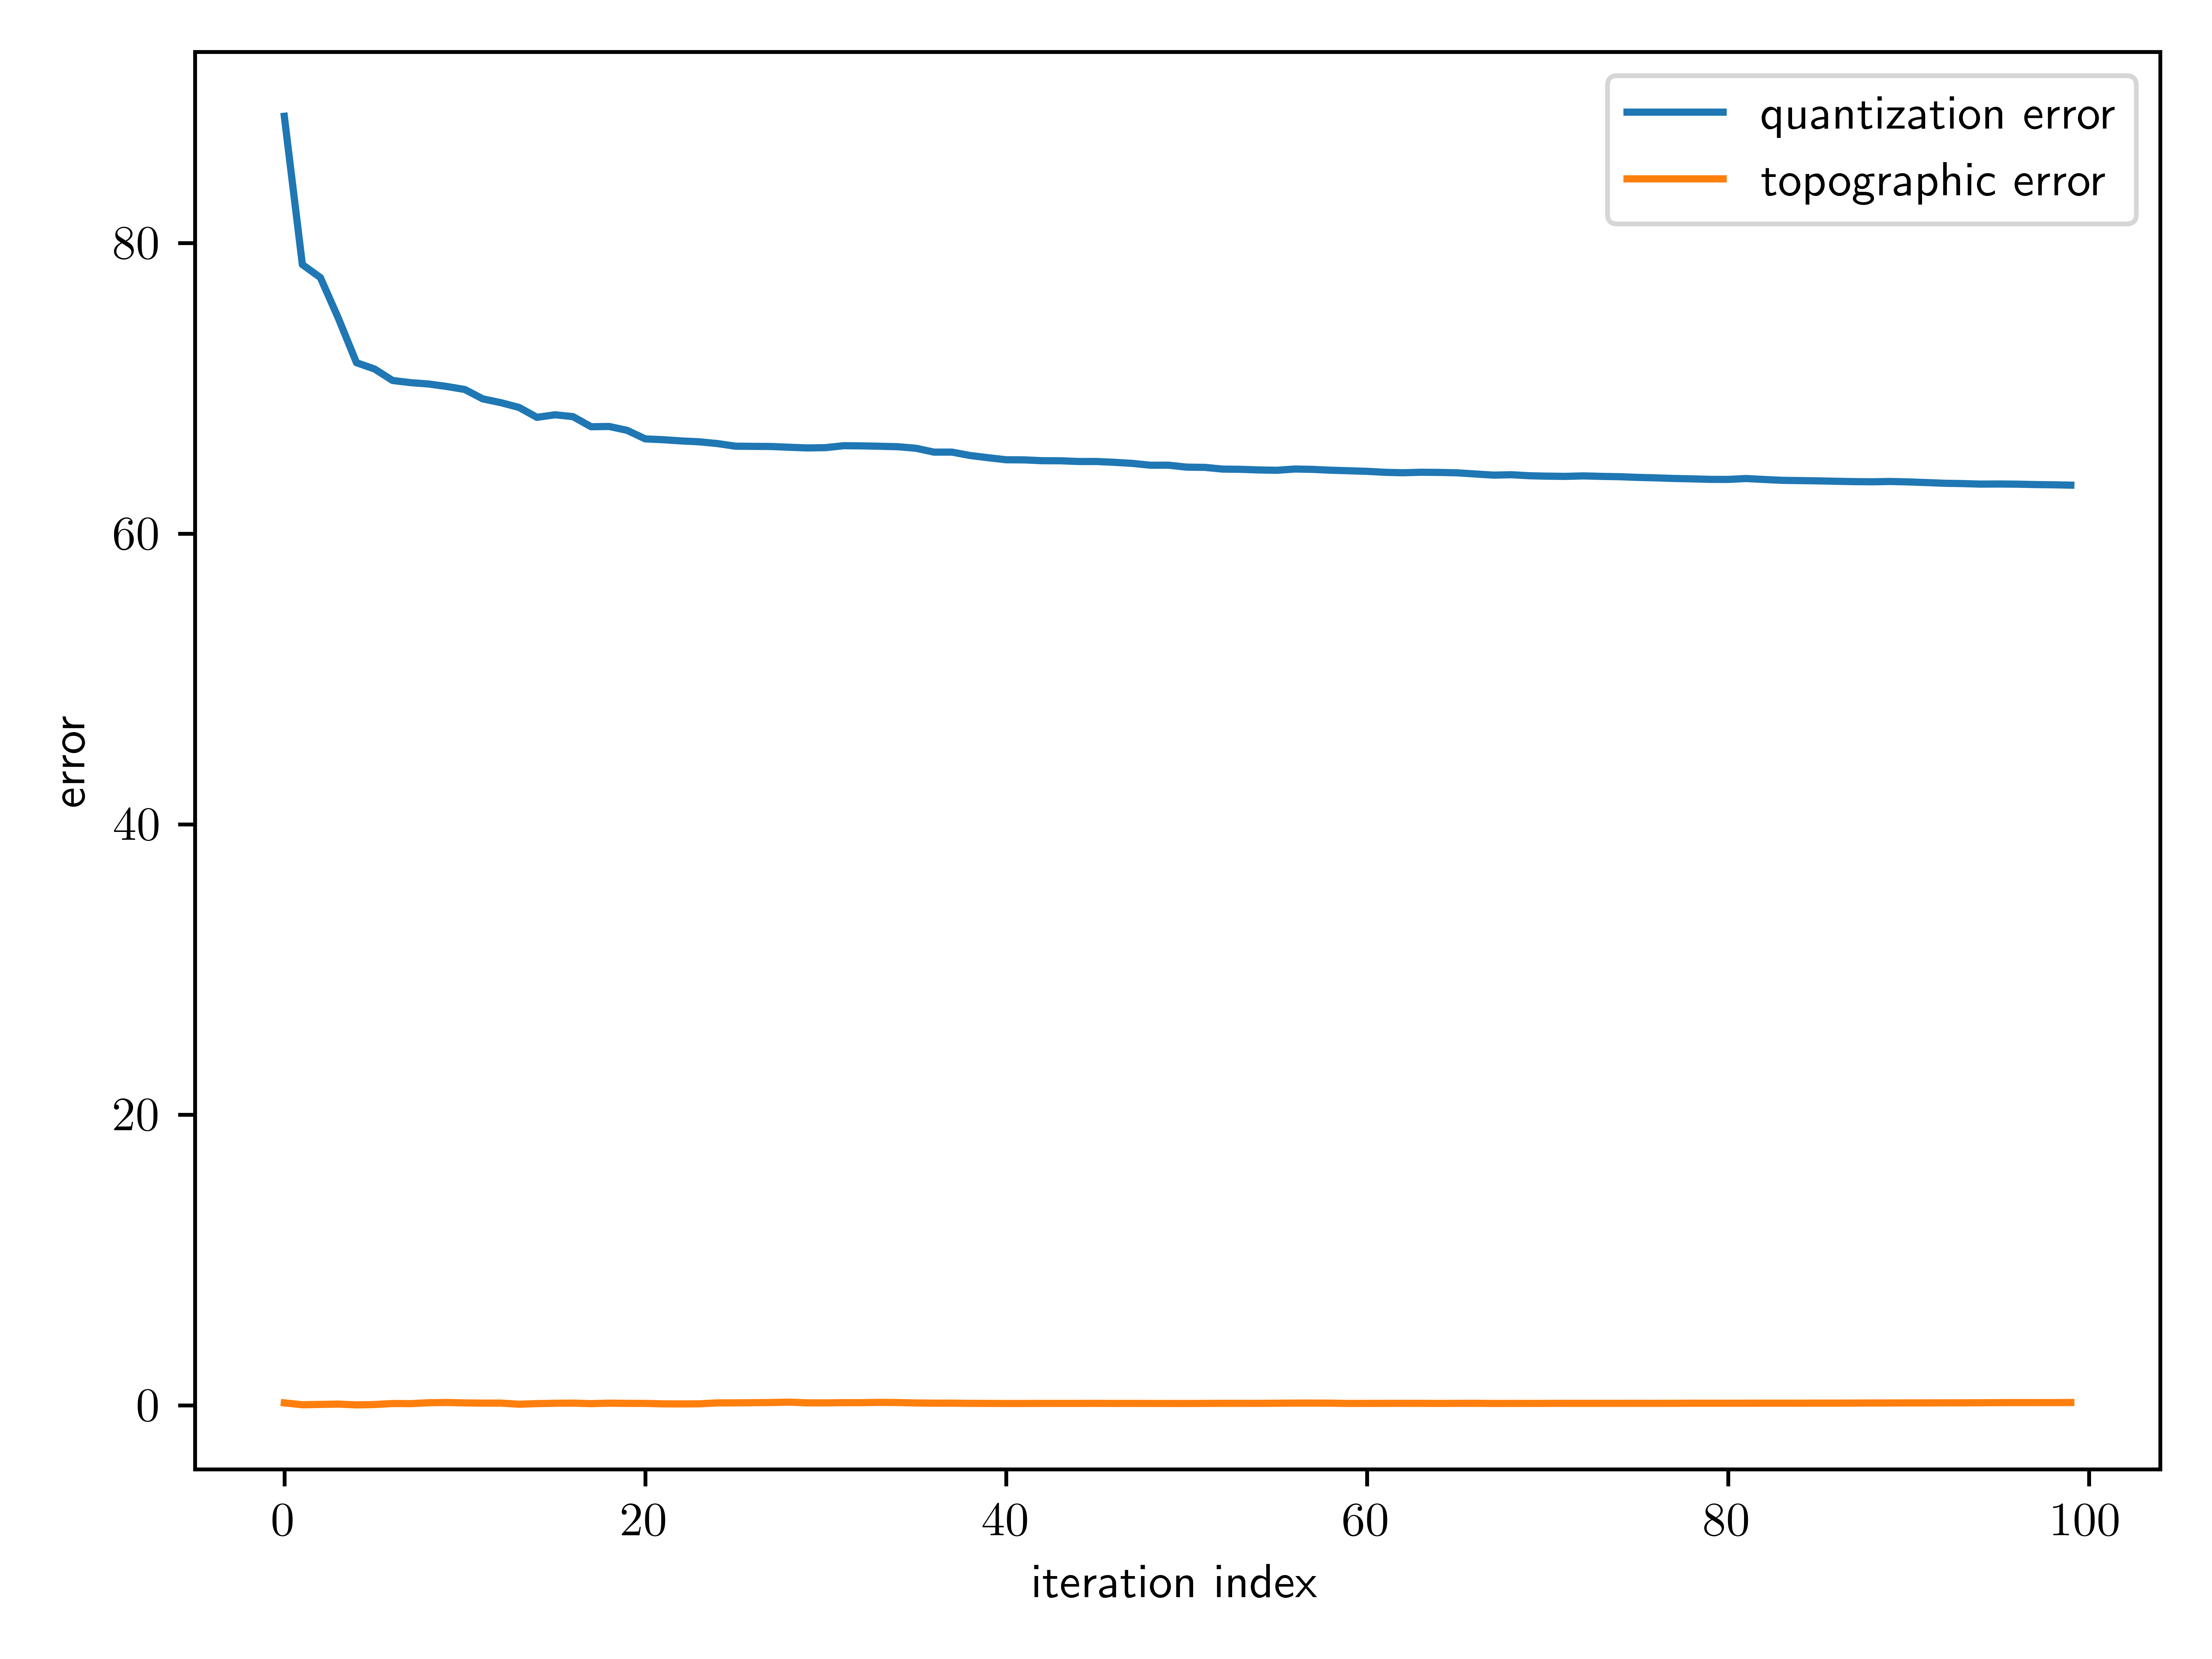 quantization error
topographic error
80
60
40
20
0
error
0 20 40 60 80 100
iteration index